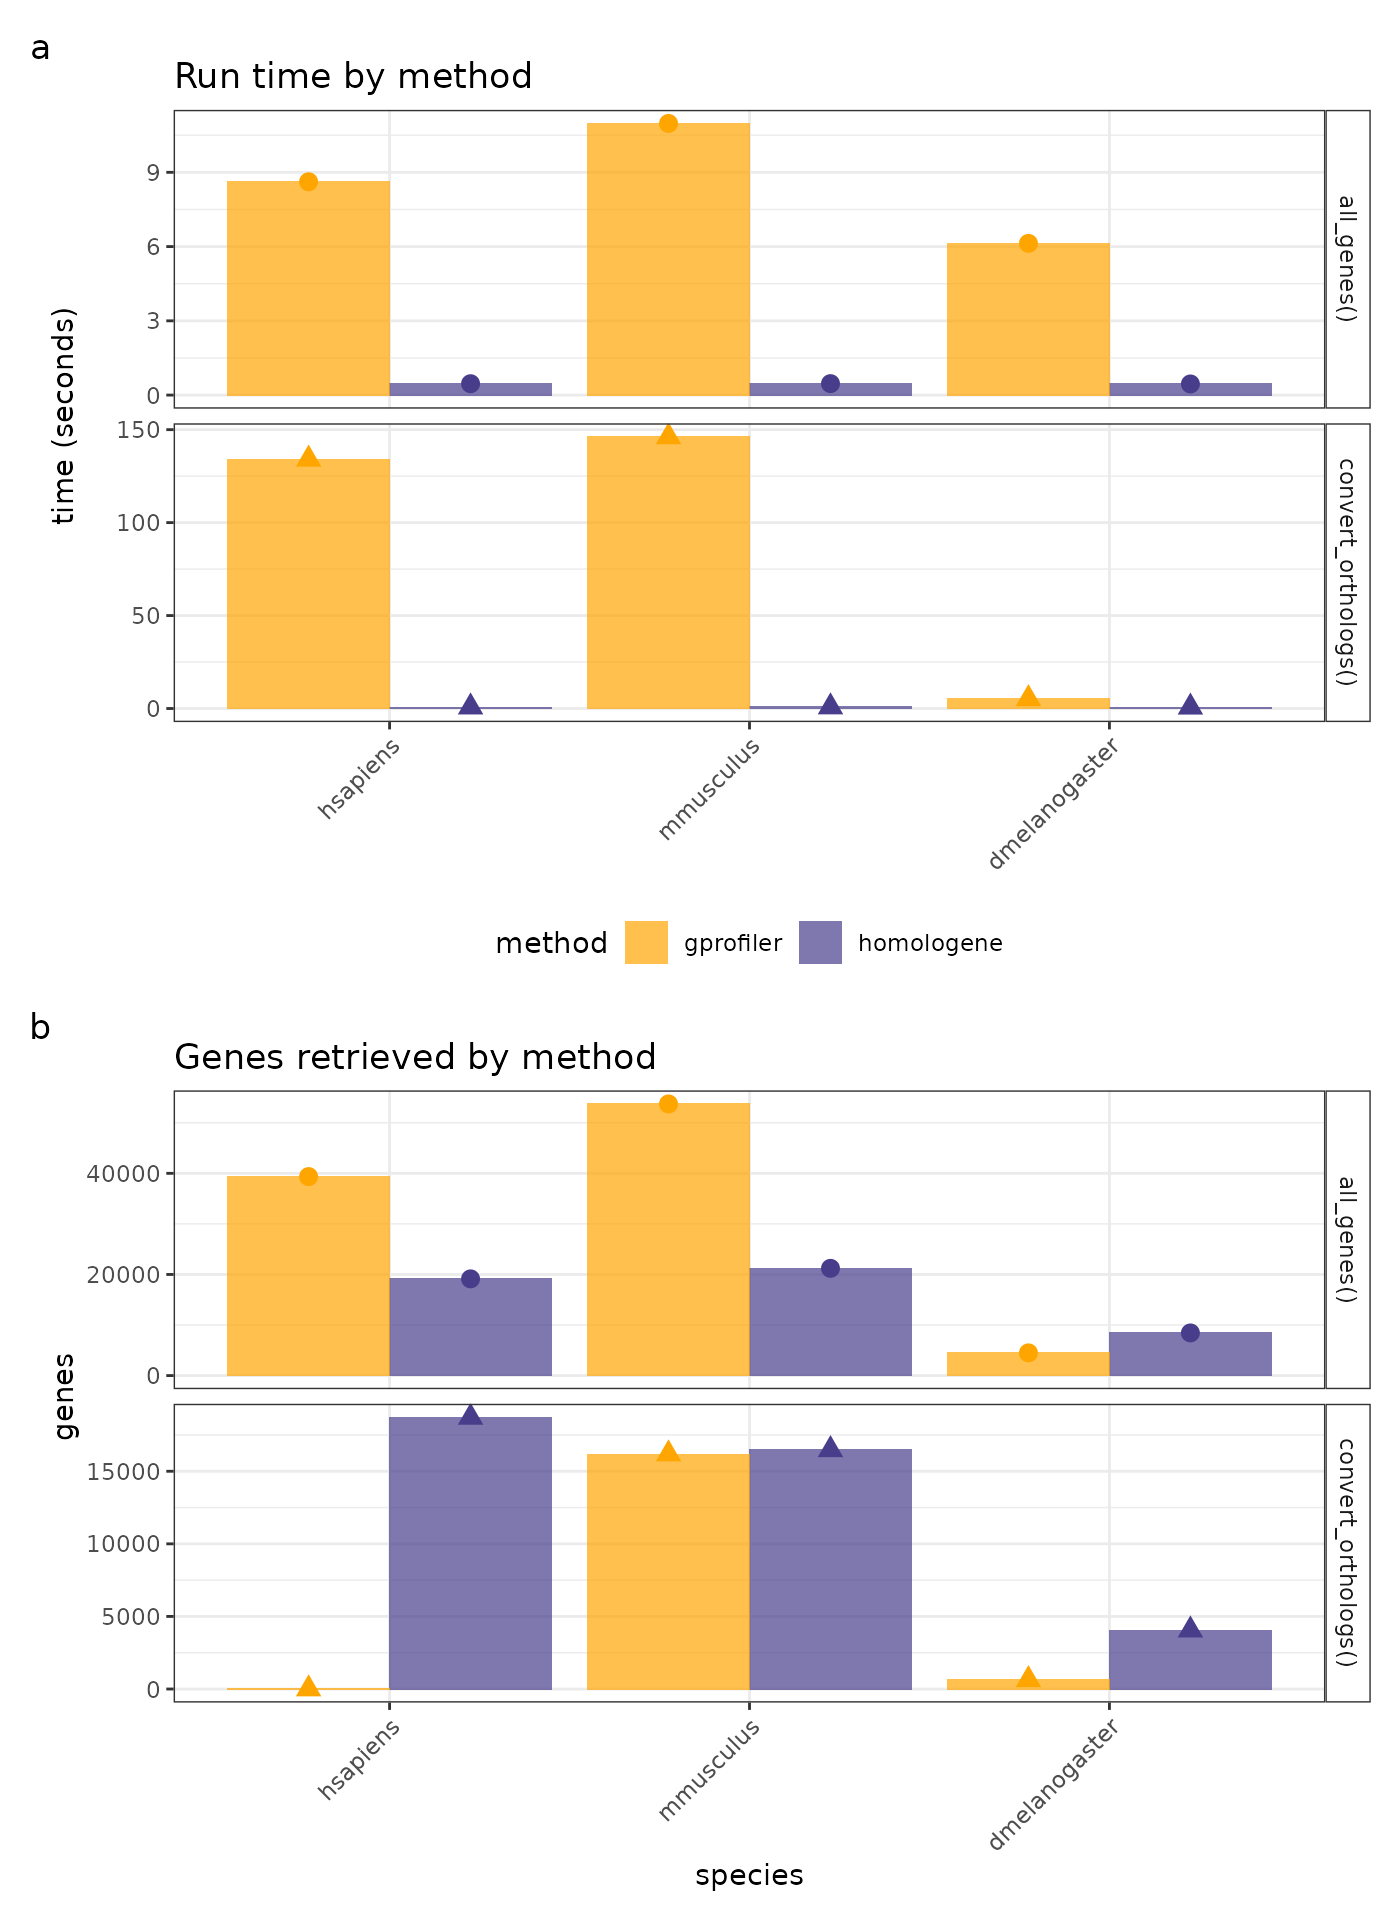 a
Run time by method
time (seconds)
9
6
3
0
all_genes()
150
100
50
0
convert_orthologs()
hsapiens
mmusculus
dmelanogaster
method
gprofiler
homologene
b
Genes retrieved by method
genes
40000
20000
0
all_genes()
15000
10000
5000
0
convert_orthologs()
hsapiens
mmusculus
dmelanogaster
species